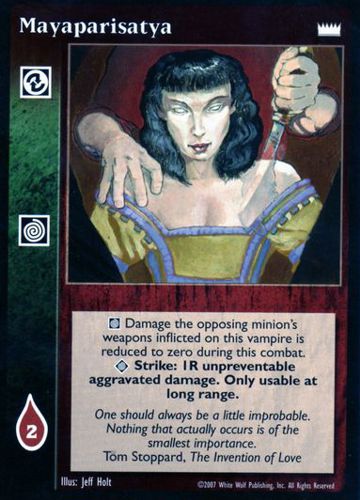 Mayaparisatya
Damage the opposing minion's
weapons inflicted on this vampire is
reduced to zero during this combat.
Strike: 1R unpreventable
aggravated damage. Only usable at
long range.
One should always be a little improbable.
Nothing that actually occurs is of the
smallest importance.
Tom Stoppard, The Invention of Love
2
Illus: Jeff Holt
©2007 White Wolf Publishing, Inc. All Rights Reserved